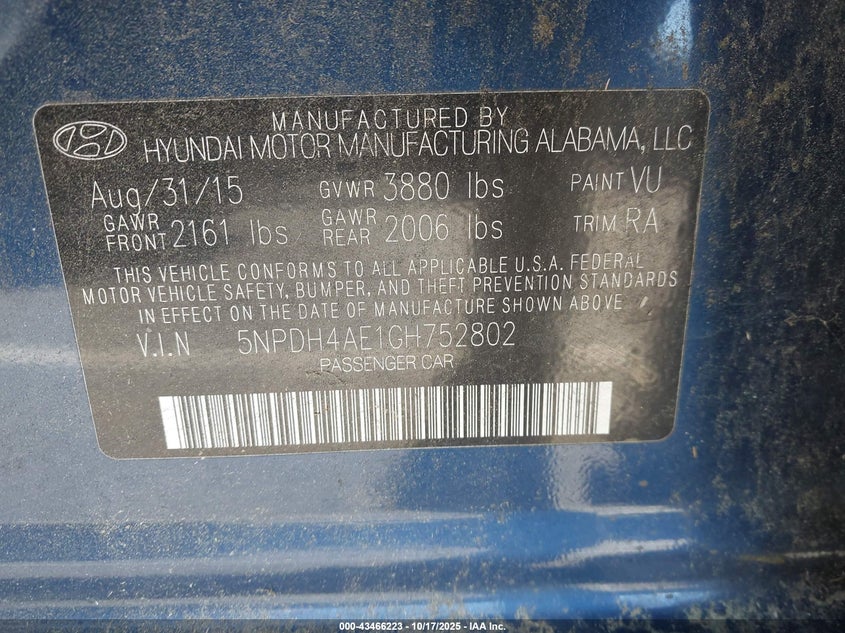 MANUFACTURED BY
HYUNDAI MOTOR MANUFACTURING ALABAMA, LLC
Aug/31/15 GVWR 3880 lbs PAINT VU
GAWR FRONT 2161 lbs GAWR REAR 2006 lbs TRIM RA
THIS VEHICLE CONFORMS TO ALL APPLICABLE U.S.A. FEDERAL
MOTOR VEHICLE SAFETY, BUMPER, AND THEFT PREVENTION STANDARDS
IN EFFECT ON THE DATE OF MANUFACTURE SHOWN ABOVE
V.I.N 5NPDH4AE1GH752802
PASSENGER CAR
000-43466223 - 10/17/2025 - IAA Inc.